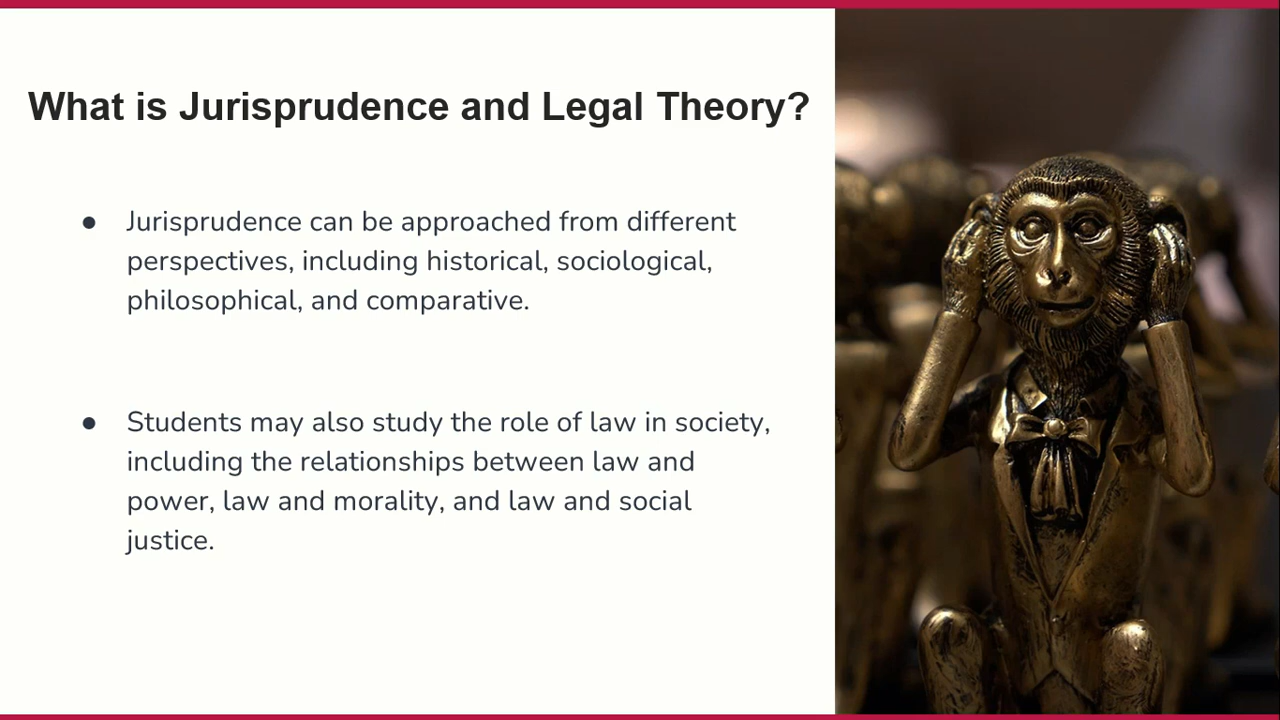 What is Jurisprudence and Legal Theory?
● Jurisprudence can be approached from different
perspectives, including historical, sociological,
philosophical, and comparative.
● Students may also study the role of law in society,
including the relationships between law and
power, law and morality, and law and social
justice.